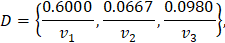 D = {0.6000/v₁, 0.0667/v₂, 0.0980/v₃},